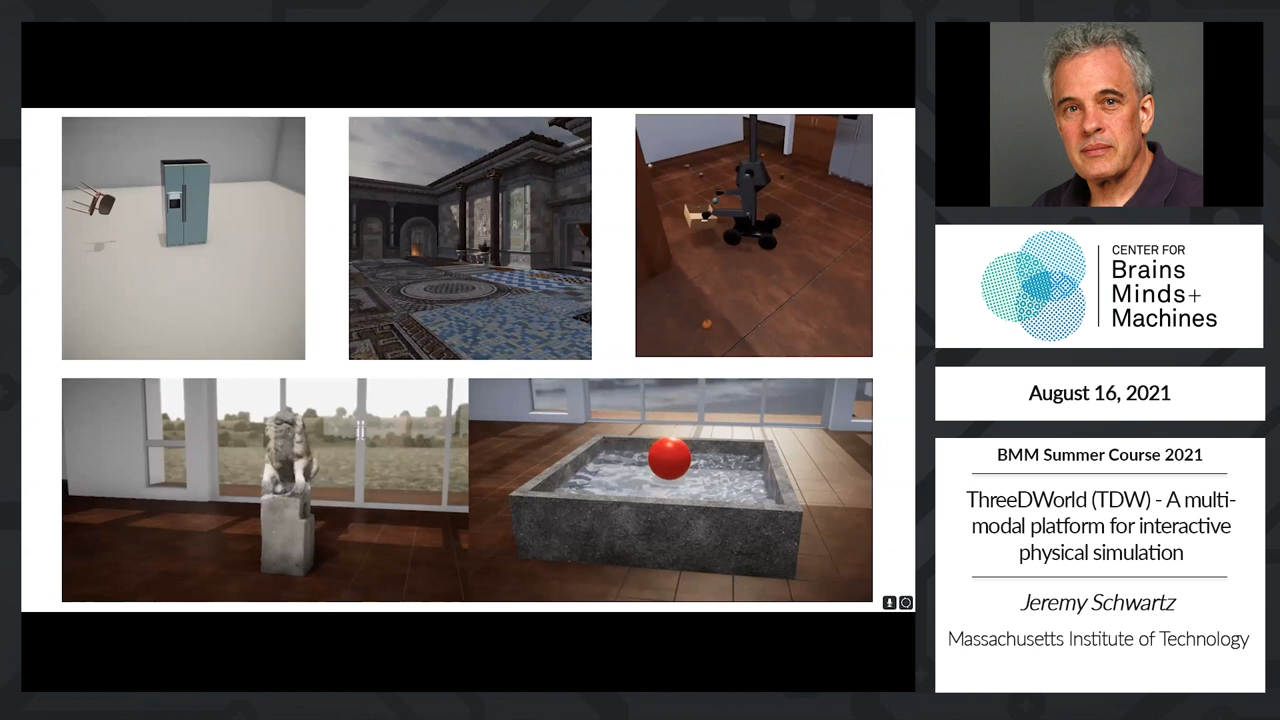 CENTER FOR
Brains
Minds+
Machines
August 16, 2021
BMM Summer Course 2021
ThreeDWorld (TDW) - A multi-
modal platform for interactive
physical simulation
Jeremy Schwartz
Massachusetts Institute of Technology